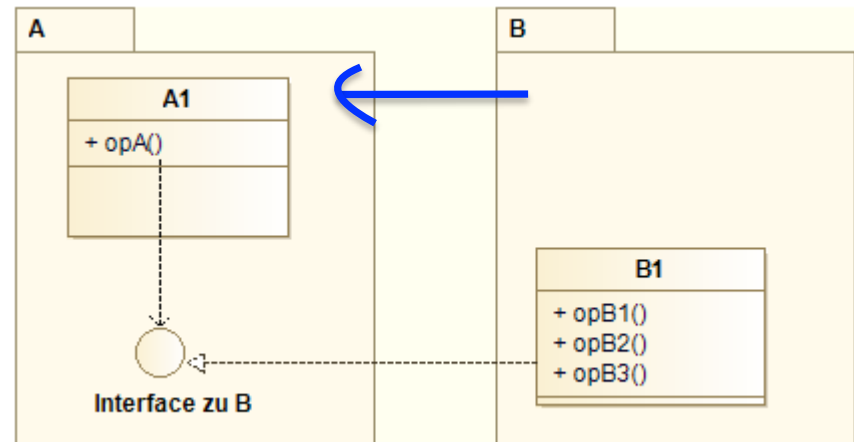 A
B
A1
+ opA()
B1
+ opB1()
+ opB2()
+ opB3()
Interface zu B